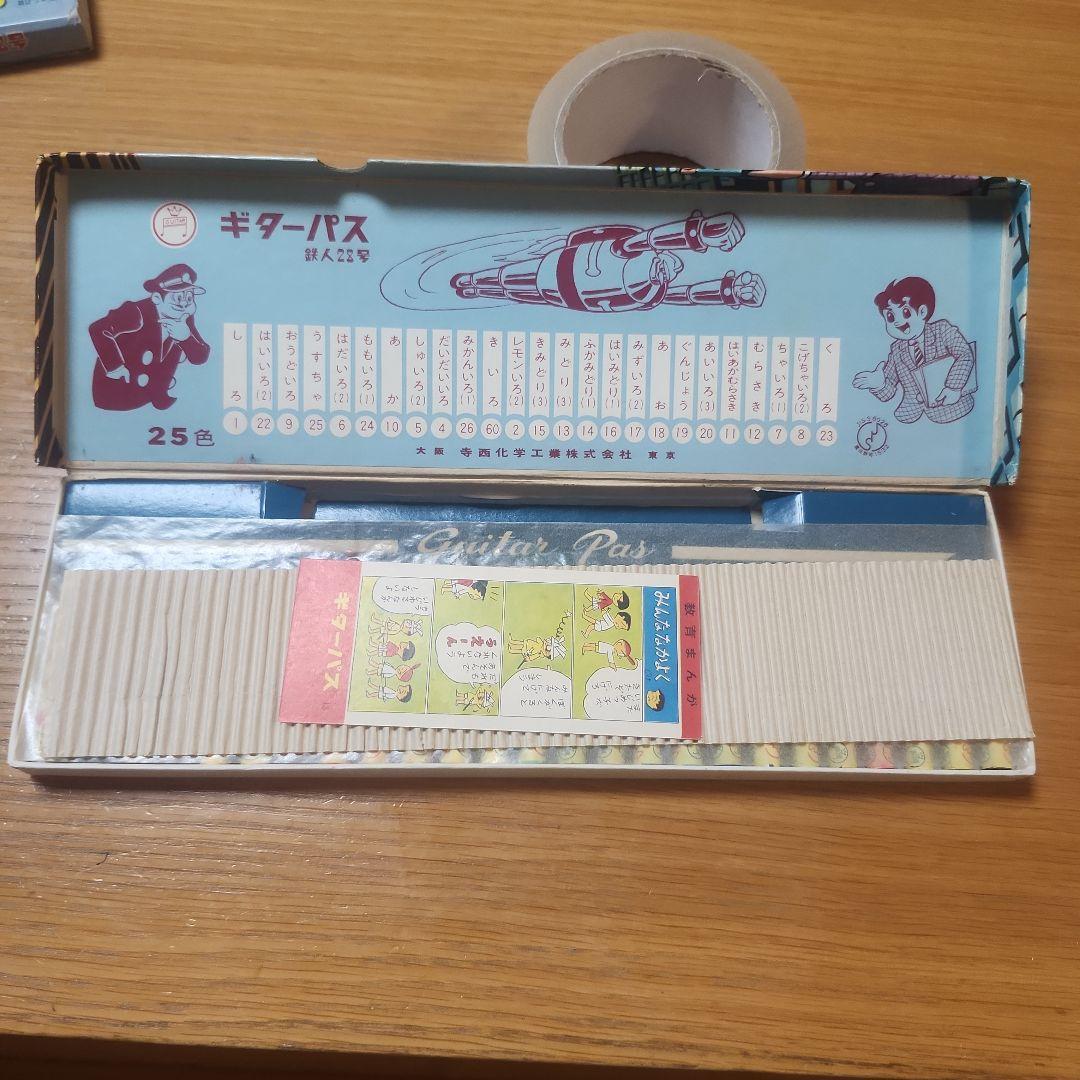 GUITAR
ギターパス
鉄人28号
しろ 1
はいいろ(2) 22
おうどいろ 9
うすちゃ 25
はだいろ(2) 6
ももいろ(1) 24
あか 10
しゅいろ(2) 5
だいだいいろ 4
みかんいろ(1) 26
きいろ 60
レモンいろ(2) 2
きみどり(3) 15
みどり(3) 13
ふかみどり(1) 14
はいみどり(1) 16
みずいろ(2) 17
あお 18
ぐんじょう 19
あいいろ(3) 20
はいあかむらさき 11
むらさき 12
ちゃいろ(1) 7
こげちゃいろ(2) 8
くろ 23
25色
大阪 寺西化学工業株式会社 東京
Guitar Pas
教育まんが
みんななかよく
うえーん
ギターパス